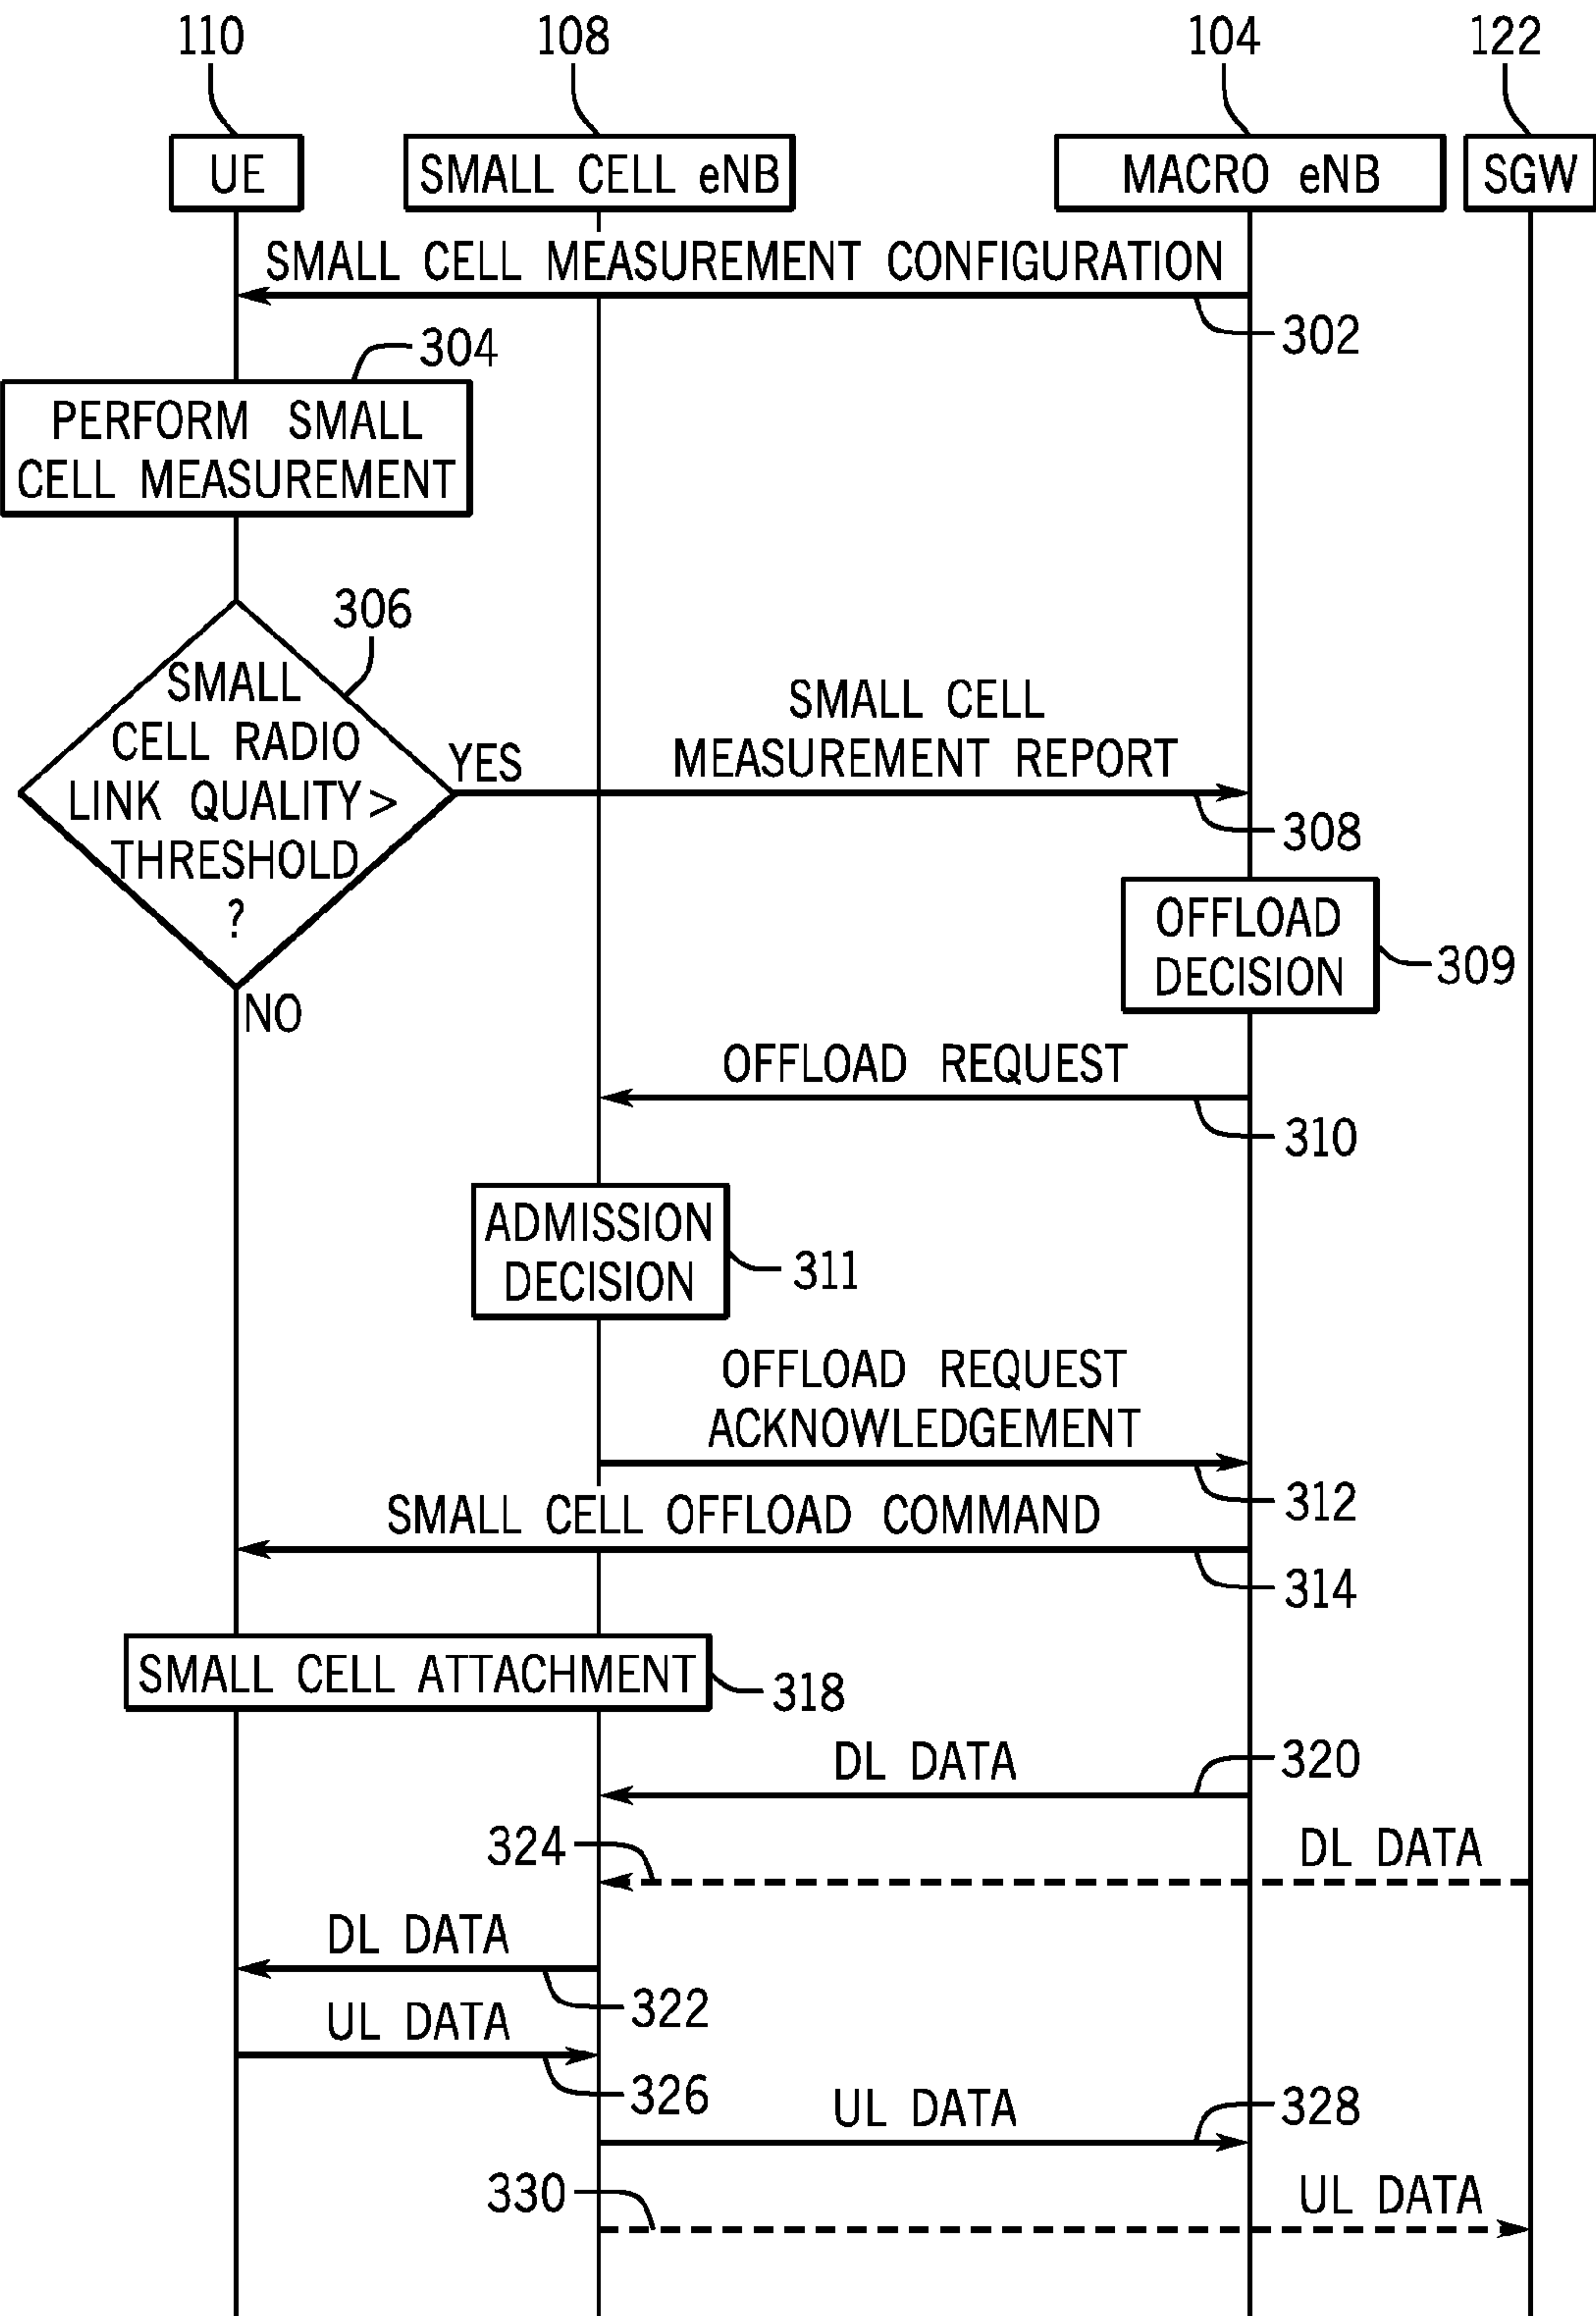 110
108
104
122
UE
SMALL CELL eNB
MACRO eNB
SGW
SMALL CELL MEASUREMENT CONFIGURATION
302
304
PERFORM SMALL
CELL MEASUREMENT
306
SMALL
CELL RADIO
LINK QUALITY>
THRESHOLD
?
YES
NO
SMALL CELL
MEASUREMENT REPORT
308
OFFLOAD
DECISION
309
OFFLOAD REQUEST
310
ADMISSION
DECISION
311
OFFLOAD REQUEST
ACKNOWLEDGEMENT
312
SMALL CELL OFFLOAD COMMAND
314
SMALL CELL ATTACHMENT
318
DL DATA
320
324
DL DATA
DL DATA
322
UL DATA
326
UL DATA
328
330
UL DATA